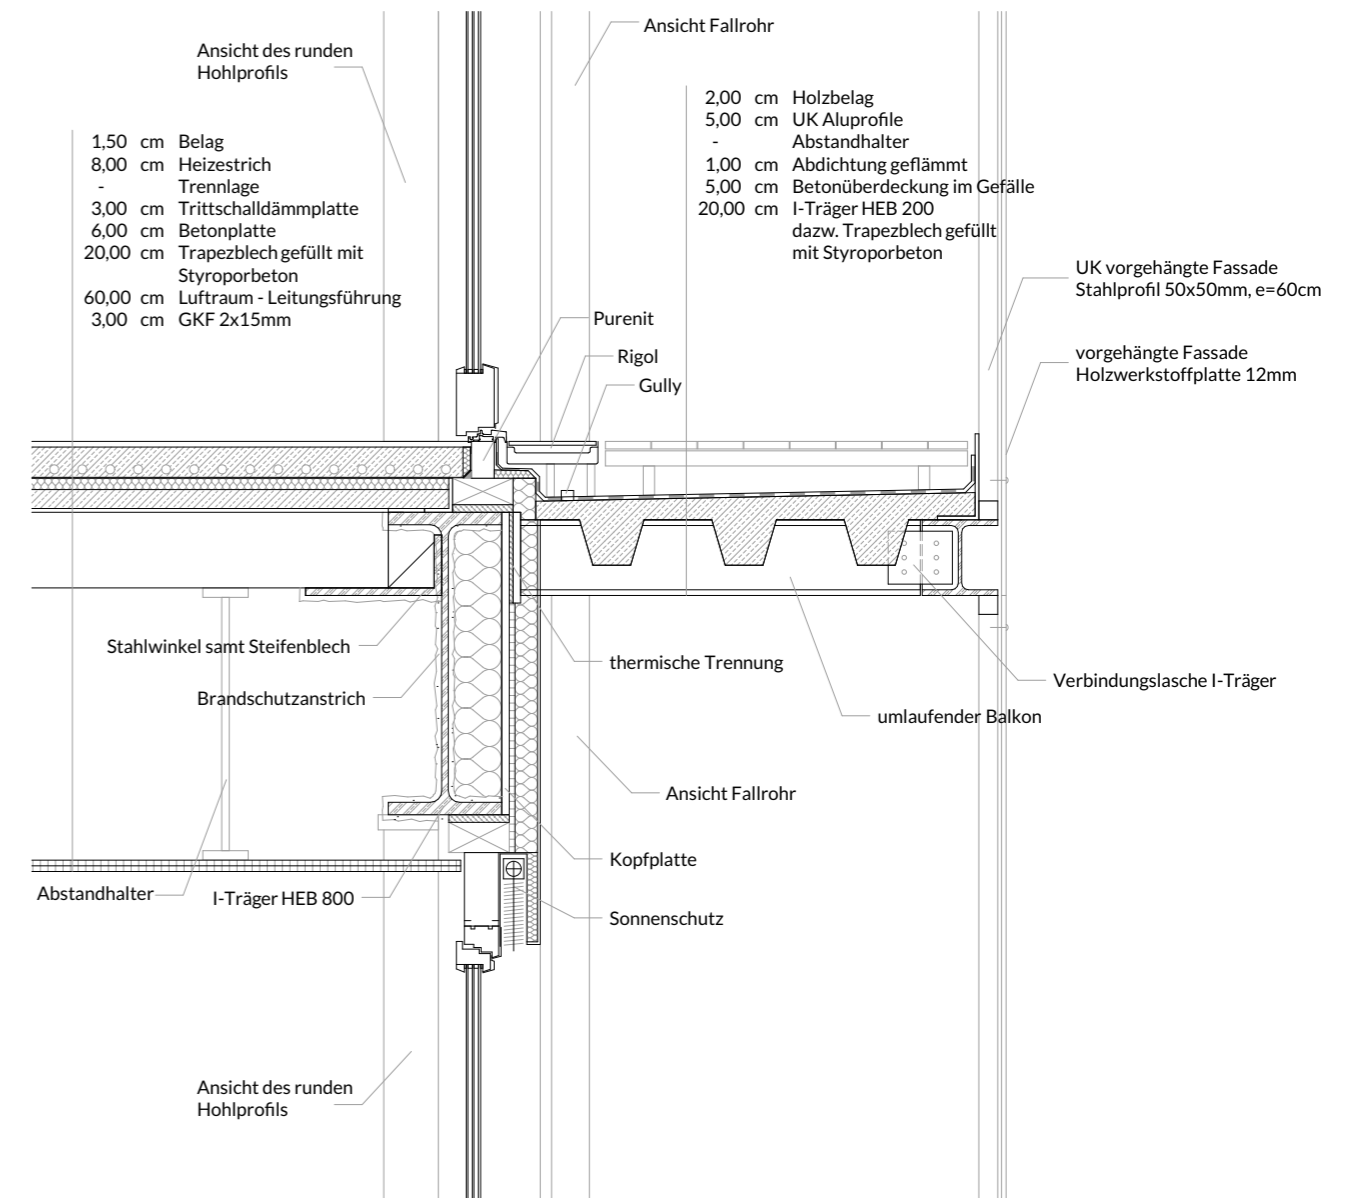 Ansicht Fallrohr
Ansicht des runden
Hohlprofils
1,50 cm Belag
8,00 cm Heizestrich
- Trennlage
3,00 cm Trittschalldämmplatte
6,00 cm Betonplatte
20,00 cm Trapezblech gefüllt mit
Styroporbeton
60,00 cm Luftraum - Leitungsführung
3,00 cm GKF 2x15mm
2,00 cm Holzbelag
5,00 cm UK Aluprofile
- Abstandhalter
1,00 cm Abdichtung geflämmt
5,00 cm Betonüberdeckung im Gefälle
20,00 cm I-Träger HEB 200
dazw. Trapezblech gefüllt
mit Styroporbeton
UK vorgehängte Fassade
Stahlprofil 50x50mm, e=60cm
vorgehängte Fassade
Holzwerkstoffplatte 12mm
Purenit
Rigol
Gully
Stahlwinkel samt Steifenblech
Brandschutzanstrich
thermische Trennung
Verbindungslasche I-Träger
umlaufender Balkon
Ansicht Fallrohr
Kopfplatte
Abstandhalter
I-Träger HEB 800
Sonnenschutz
Ansicht des runden
Hohlprofils